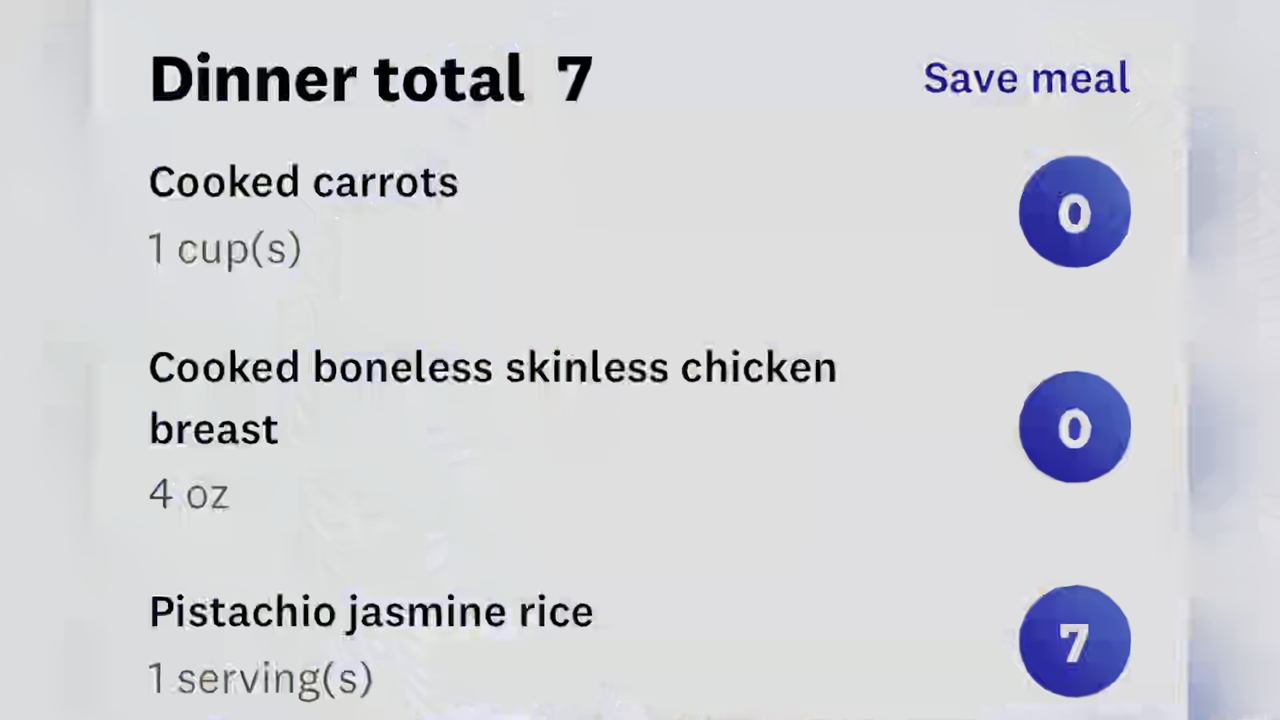 Dinner total 7
Save meal
Cooked carrots
1 cup(s)
0
Cooked boneless skinless chicken
breast
4 oz
0
Pistachio jasmine rice
1 serving(s)
7